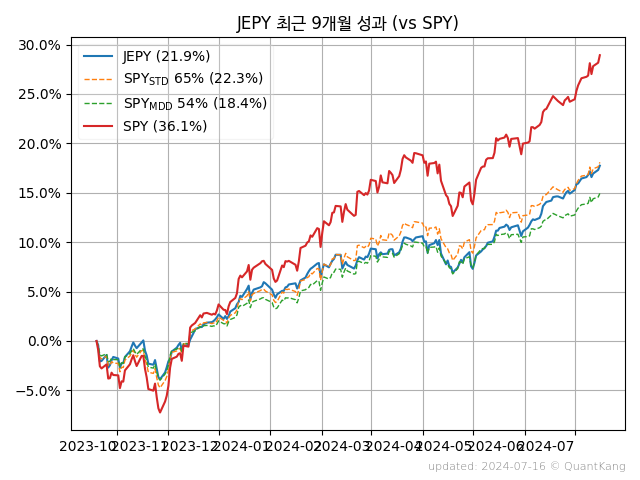 JEPY 최근 9개월 성과 (vs SPY)
30.0%
25.0%
20.0%
15.0%
10.0%
5.0%
0.0%
−5.0%
JEPY (21.9%)
SPY_STD 65% (22.3%)
SPY_MDD 54% (18.4%)
SPY (36.1%)
2023-10 2023-11 2023-12 2024-01 2024-02 2024-03 2024-04 2024-05 2024-06 2024-07
updated: 2024-07-16 © QuantKang